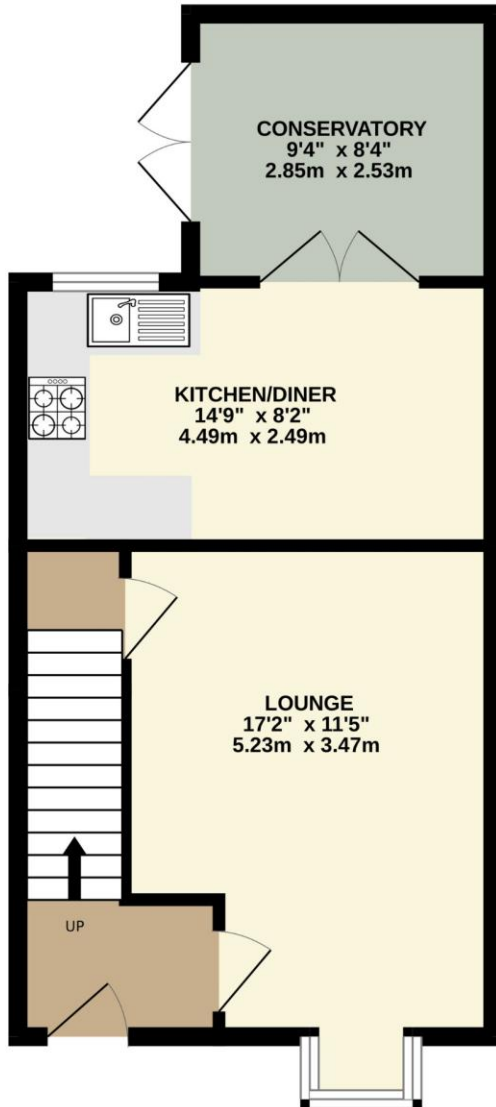 CONSERVATORY
9'4" x 8'4"
2.85m x 2.53m
KITCHEN/DINER
14'9" x 8'2"
4.49m x 2.49m
LOUNGE
17'2" x 11'5"
5.23m x 3.47m
UP